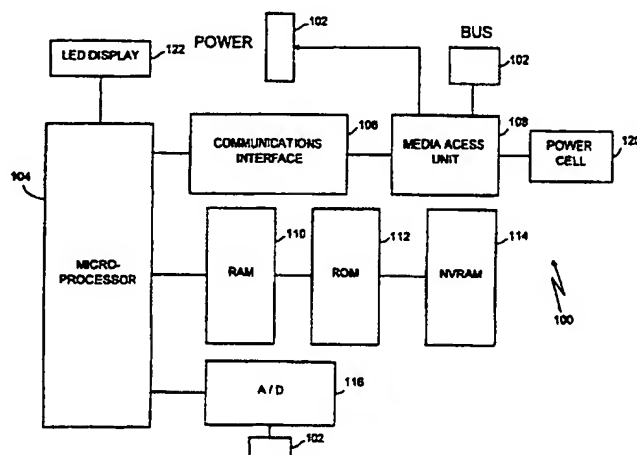 102
POWER
BUS
LED DISPLAY
122
102
106
108
COMMUNICATIONS
INTERFACE
MEDIA ACESS
UNIT
POWER
CELL
120
104
110
112
114
MICRO-
PROCESSOR
RAM
ROM
NVRAM
100
116
A / D
102